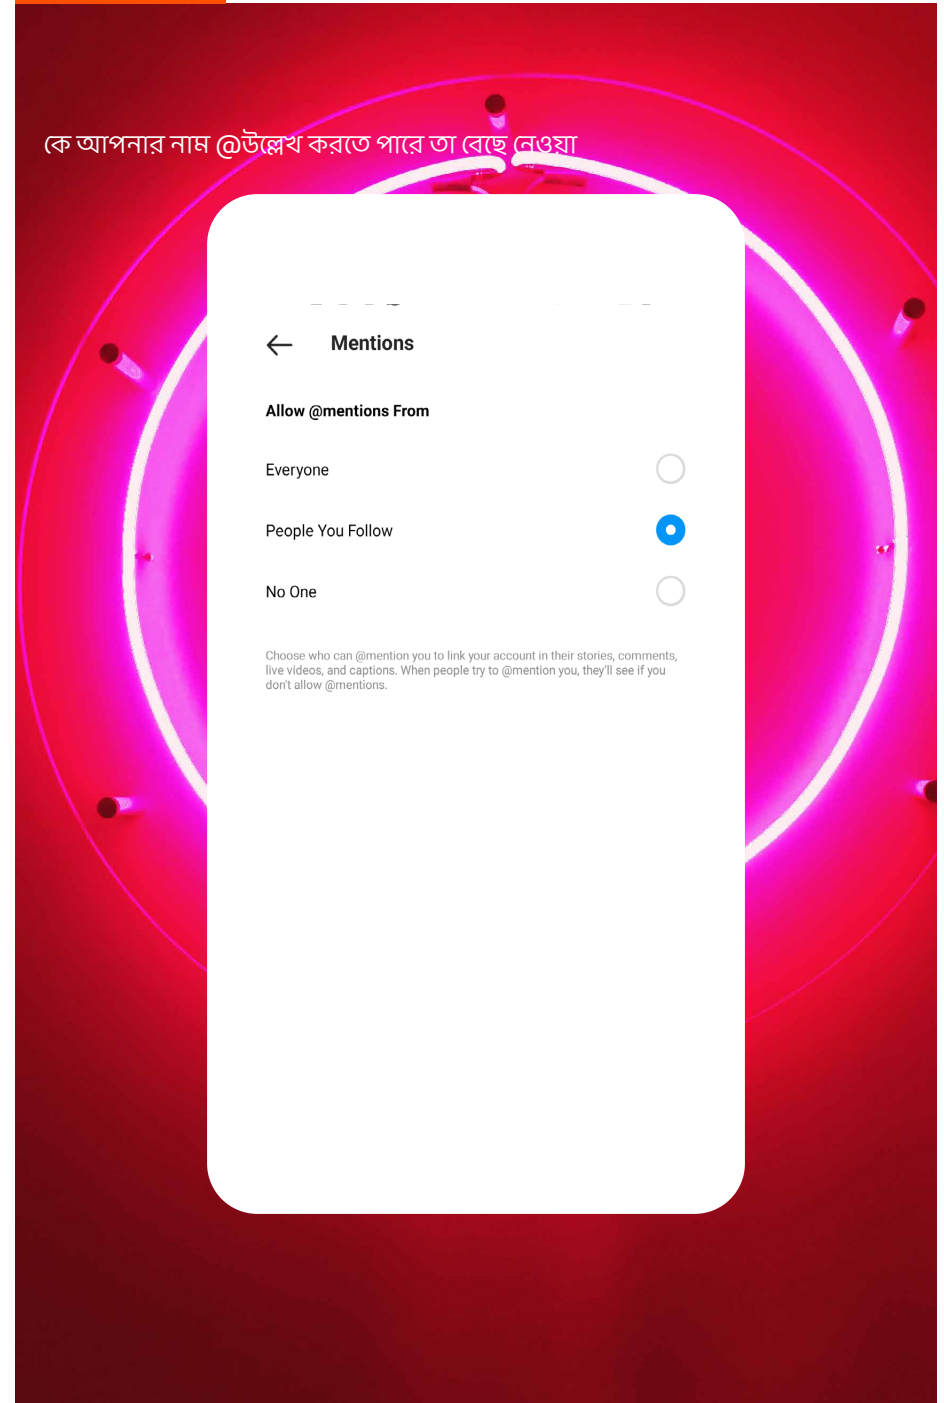 কে আপনার নাম @উল্লেখ করতে পারে তা বেছে নেওয়া
Mentions
Allow @mentions From
Everyone
People You Follow
No One
Choose who can @mention you to link your account in their stories, comments,
live videos, and captions. When people try to @mention you, they'll see if you
don't allow @mentions.